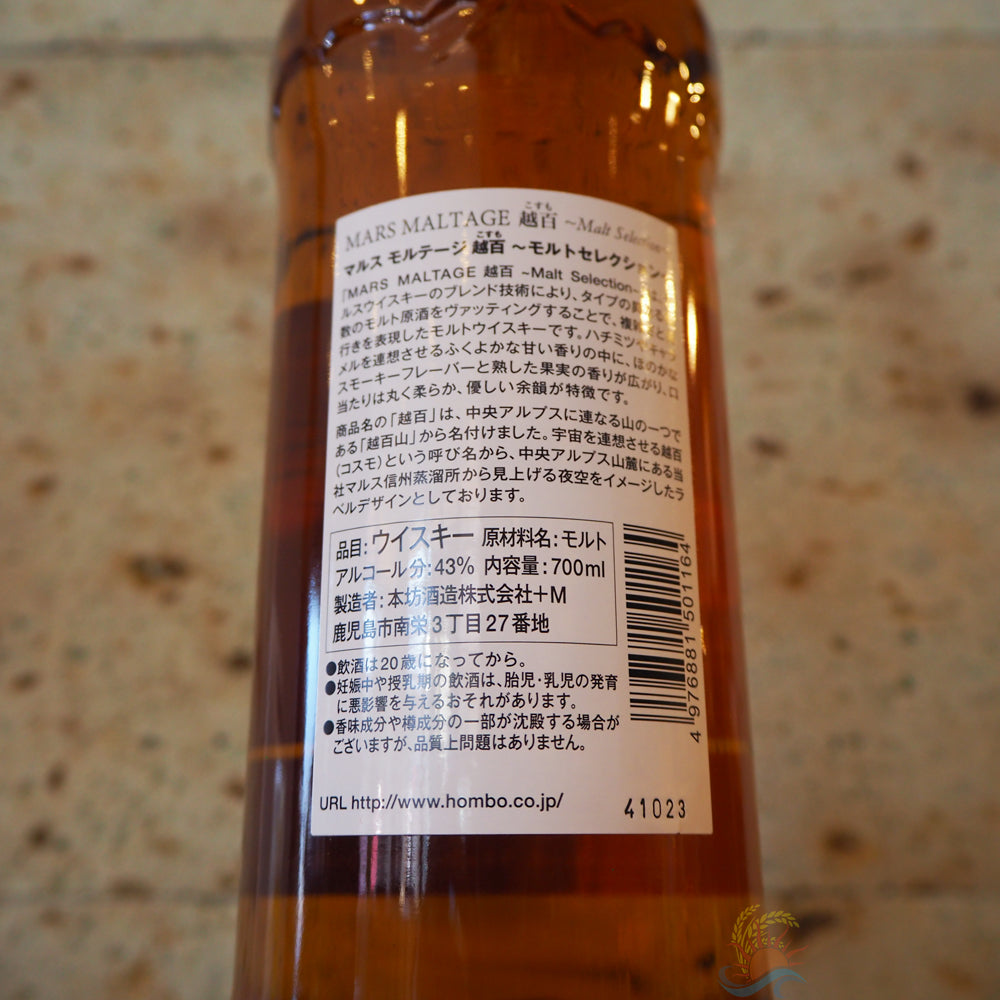 こすも
MARS MALTAGE 越百 ~Malt Selection~
こすも
マルス モルテージ 越百 ～モルトセレクション～
「MARS MALTAGE 越百 ~Malt Selection~
ルスウイスキーのブレンド技術により、タイプの
数のモルト原酒をヴァッティングすることで、複
行きを表現したモルトウイスキーです。ハチミツやキャラ
メルを連想させるふくよかな甘い香りの中に、ほのかな
スモーキーフレーバーと熟した果実の香りが広がり、口
当たりは丸く柔らか、優しい余韻が特徴です。
商品名の「越百」は、中央アルプスに連なる山の一つで
ある「越百山」から名付けました。宇宙を連想させる越百
(コスモ)という呼び名から、中央アルプス山麓にある当
社マルス信州蒸溜所から見上げる夜空をイメージしたラ
ベルデザインとしております。
品目:ウイスキー 原材料名:モルト
アルコール分:43% 内容量:700ml
製造者:本坊酒造株式会社+M
鹿児島市南栄3丁目27番地
●飲酒は20歳になってから。
●妊娠中や授乳期の飲酒は、胎児・乳児の発育
に悪影響を与えるおそれがあります。
●香味成分や樽成分の一部が沈殿する場合が
ございますが、品質上問題はありません。
URL http://www.hombo.co.jp/
41023
4 976881 501164